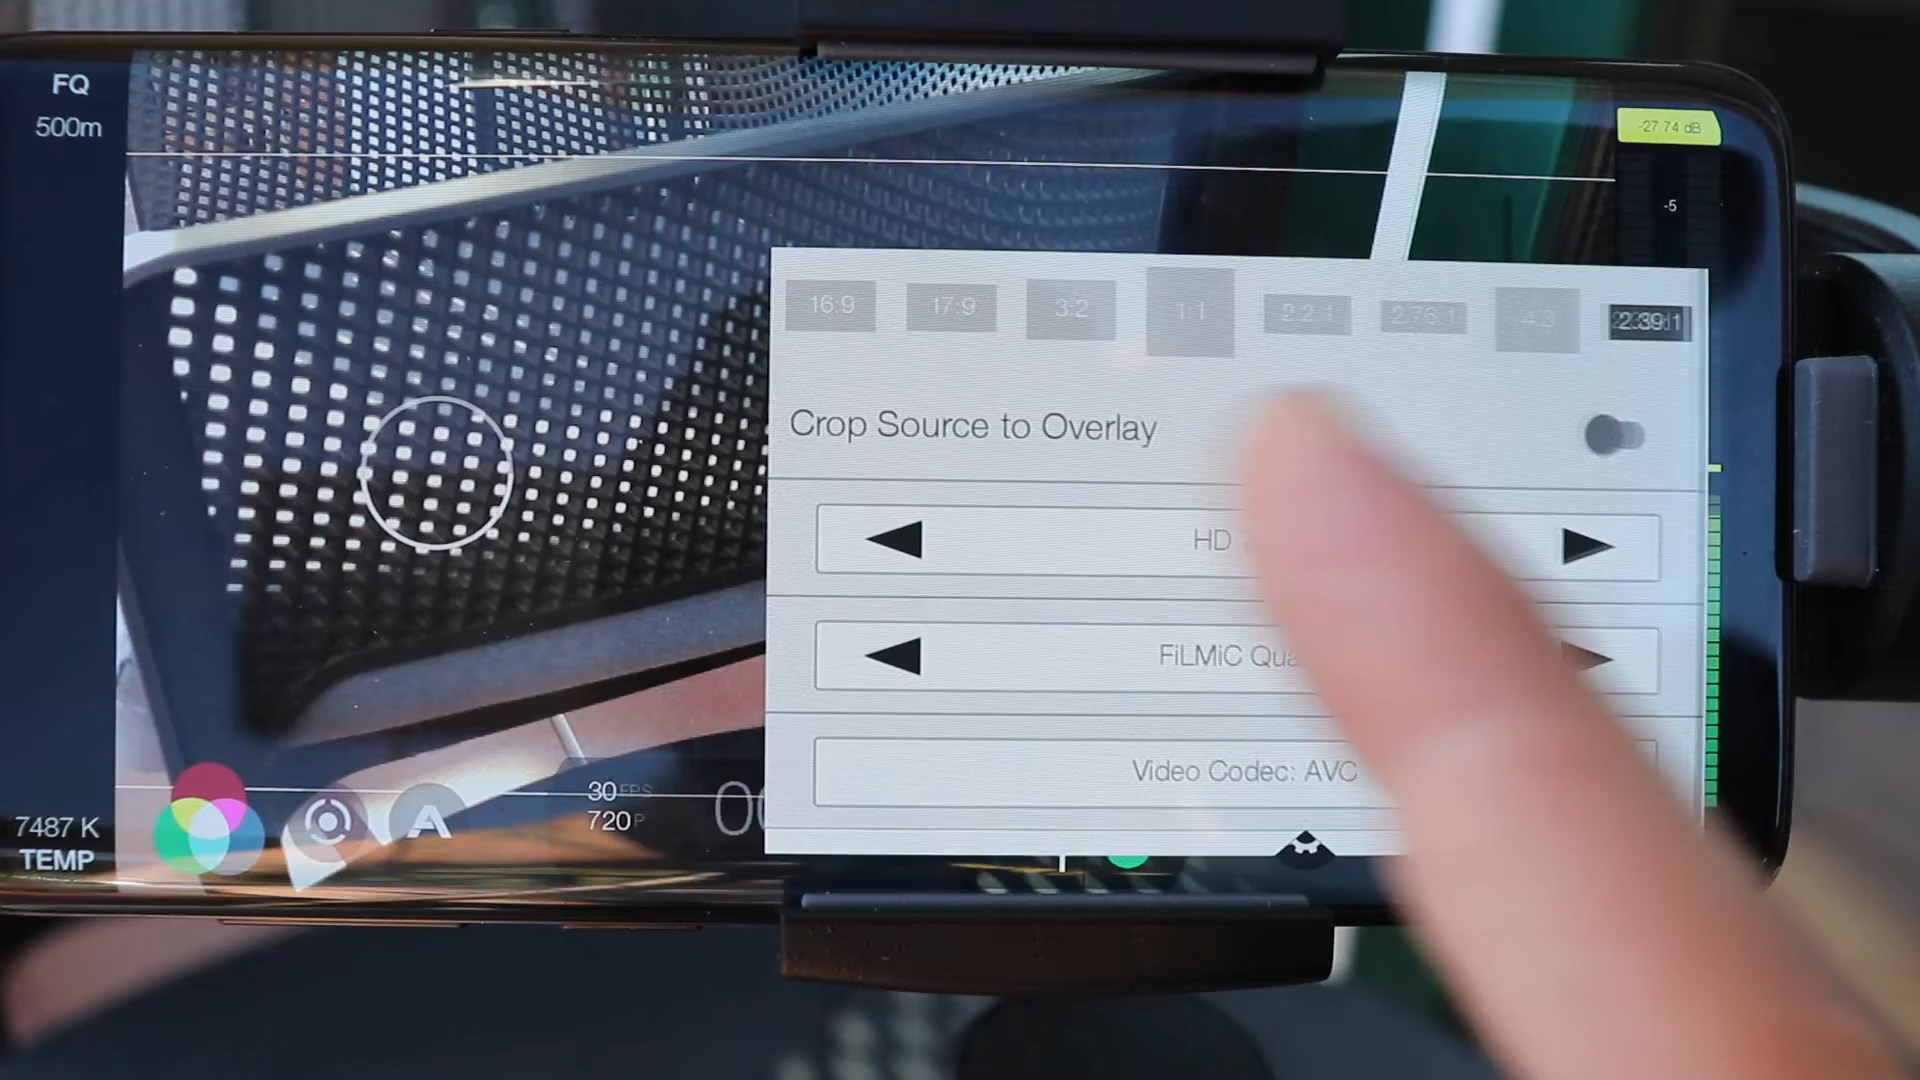 FQ
500m
-27.74 dB
-5
16:9
17:9
3:2
1:1
2.2:1
2.76:1
4:3
2.39:1
Crop Source to Overlay
HD
FiLMiC
Video Codec: AVC
30 FPS
720P
7487 K
TEMP